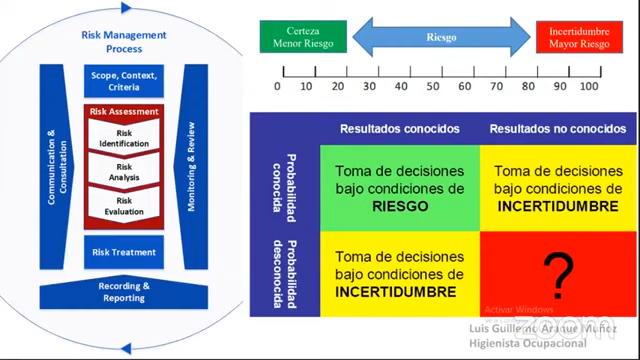 Risk Management
Process
Scope, Context,
Criteria
Risk Assessment
Risk
Identification
Risk
Analysis
Risk
Evaluation
Risk Treatment
Recording &
Reporting
Communication &
Consultation
Monitoring & Review
Certeza
Menor Riesgo
Riesgo
Incertidumbre
Mayor Riesgo
0 10 20 30 40 50 60 70 80 90 100
Resultados conocidos
Resultados no conocidos
Probabilidad
conocida
Toma de decisiones
bajo condiciones de
RIESGO
Toma de decisiones
bajo condiciones de
INCERTIDUMBRE
Probabilidad
desconocida
Toma de decisiones
bajo condiciones de
INCERTIDUMBRE
?
Activar Windows
zoom
Luis Guillermo Araque Muñoz
Higienista Ocupacional